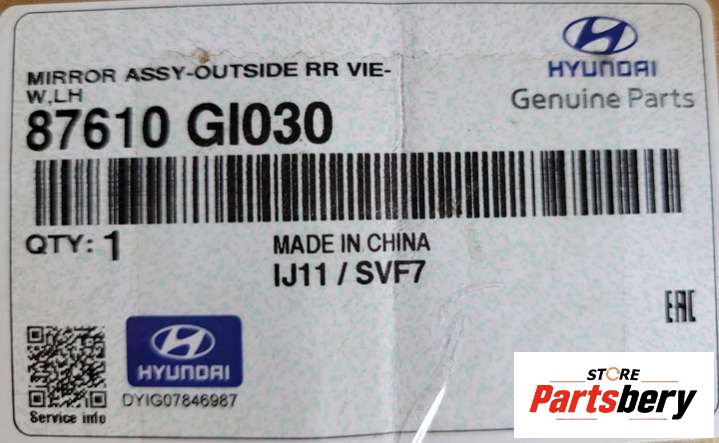 MIRROR ASSY-OUTSIDE RR VIE-
W,LH
87610 GI030
HYUNDAI
Genuine Parts
QTY: 1
MADE IN CHINA
IJ11 / SVF7
EAC
HYUNDAI
Service info
DYIG07846987
STORE
Partsbery